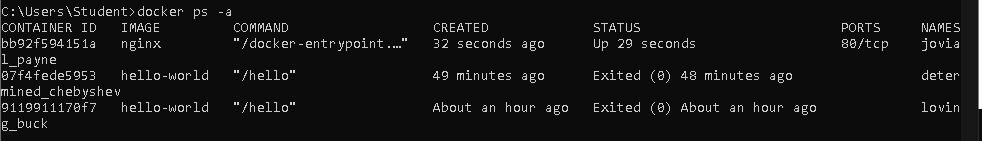 C:\Users\Student>docker ps -a
CONTAINER ID   IMAGE         COMMAND                  CREATED             STATUS                         PORTS     NAMES
bb92f594151a   nginx         "/docker-entrypoint.…"   32 seconds ago      Up 29 seconds                  80/tcp    jovia
l_payne
07f4fede5953   hello-world   "/hello"                 49 minutes ago      Exited (0) 48 minutes ago                deter
mined_chebyshev
9119911170f7   hello-world   "/hello"                 About an hour ago   Exited (0) About an hour ago             lovin
g_buck